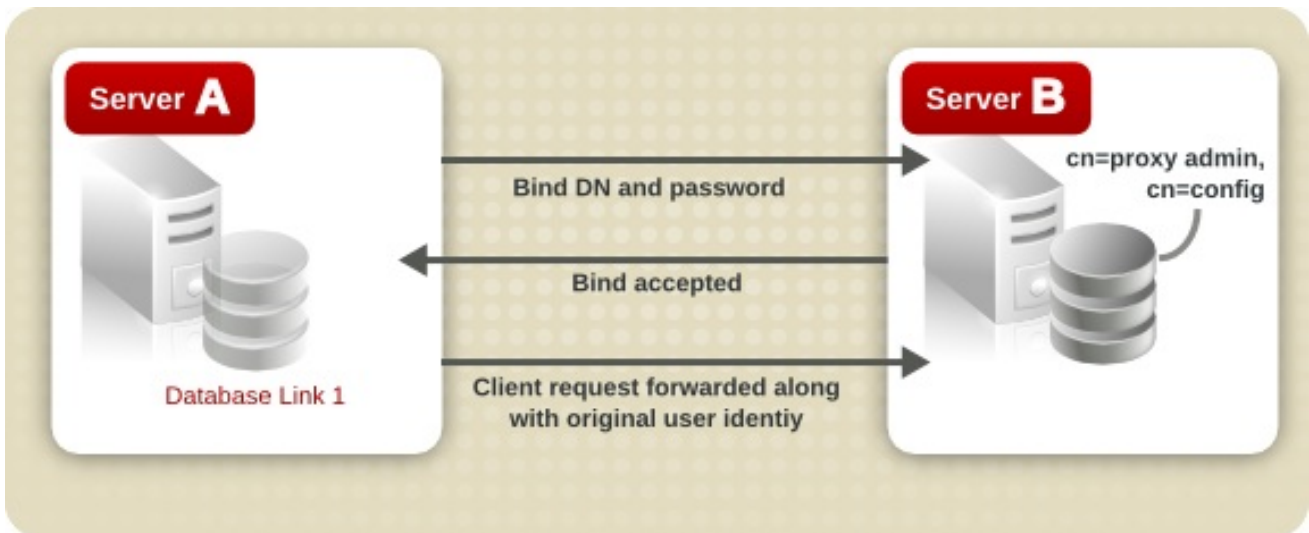 Server A
Server B
cn=proxy admin,
cn=config
Bind DN and password
Bind accepted
Client request forwarded along
with original user identiy
Database Link 1